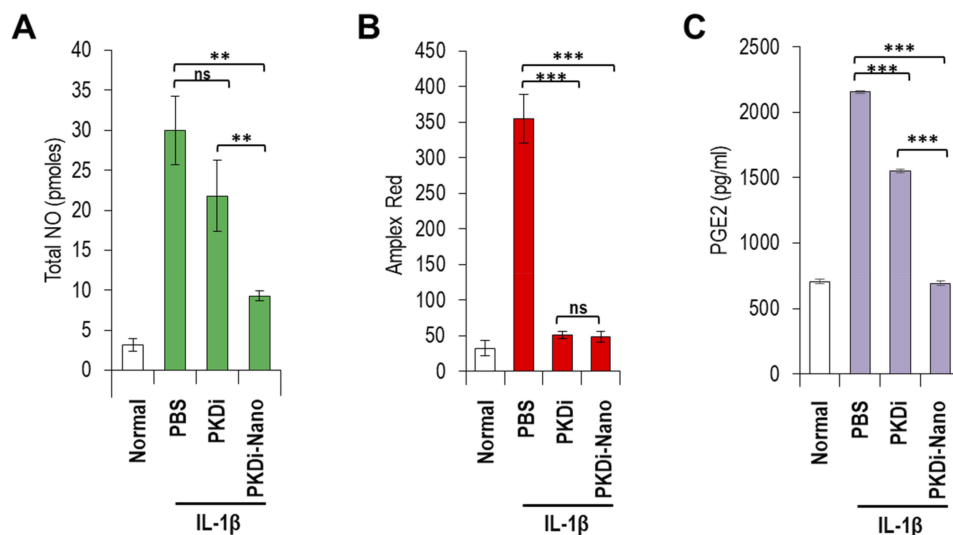 A
40
35
30
25
20
15
10
5
0
Total NO (pmoles)
**
ns
**
Normal
PBS
PKDi
PKDi-Nano
IL-1β
B
450
400
350
300
250
200
150
100
50
0
Amplex Red
***
***
ns
Normal
PBS
PKDi
PKDi-Nano
IL-1β
C
2500
2000
1500
1000
500
0
PGE2 (pg/ml)
***
***
***
Normal
PBS
PKDi
PKDi-Nano
IL-1β